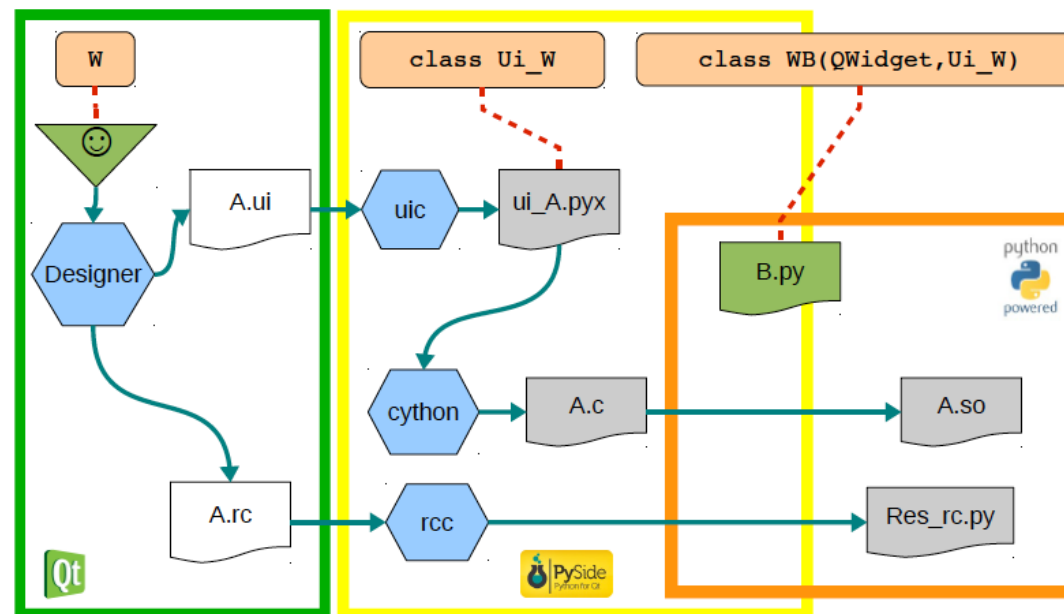 W
class Ui_W
class WB(QWidget,Ui_W)
A.ui
uic
ui_A.pyx
Designer
B.py
python
powered
cython
A.c
A.so
A.rc
rcc
Res_rc.py
Qt
PySide
Python for Qt